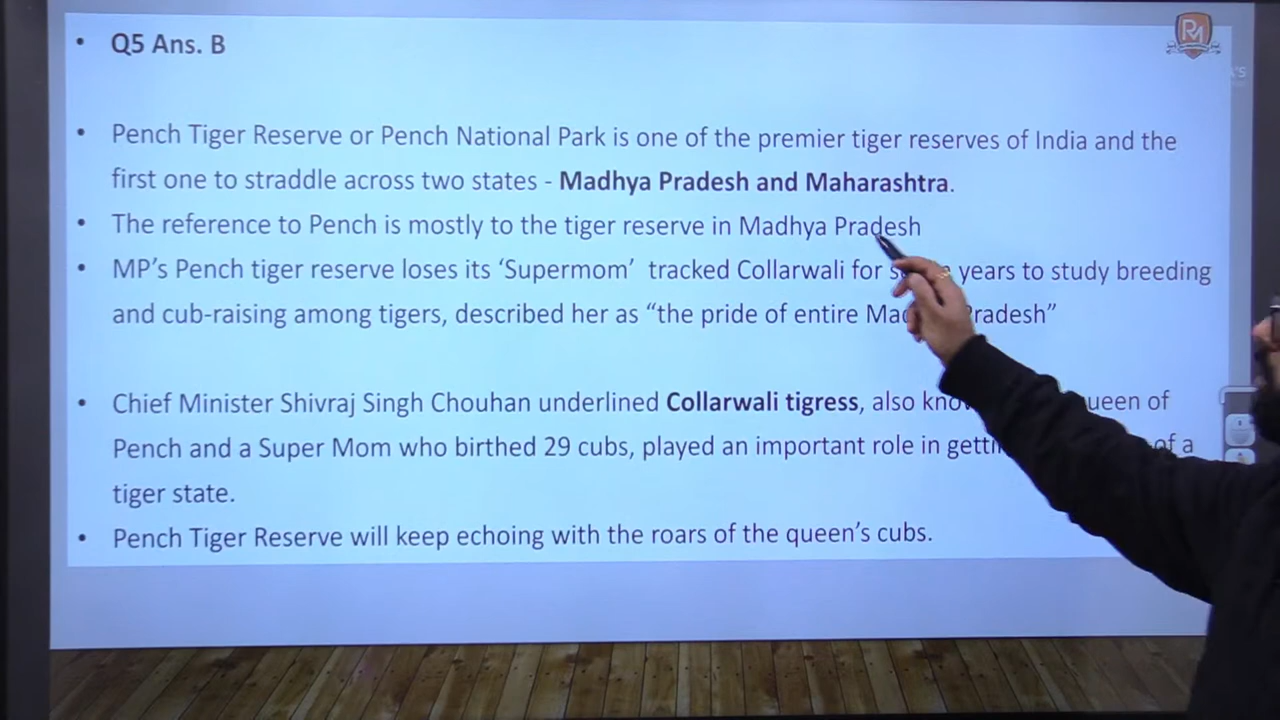 • Q5 Ans. B
• Pench Tiger Reserve or Pench National Park is one of the premier tiger reserves of India and the
first one to straddle across two states - Madhya Pradesh and Maharashtra.
• The reference to Pench is mostly to the tiger reserve in Madhya Pradesh
• MP's Pench tiger reserve loses its ‘Supermom’ tracked Collarwali for years to study breeding
and cub-raising among tigers, described her as “the pride of entire Pradesh”
• Chief Minister Shivraj Singh Chouhan underlined Collarwali tigress, also of
Pench and a Super Mom who birthed 29 cubs, played an important role in of a
tiger state.
• Pench Tiger Reserve will keep echoing with the roars of the queen's cubs.